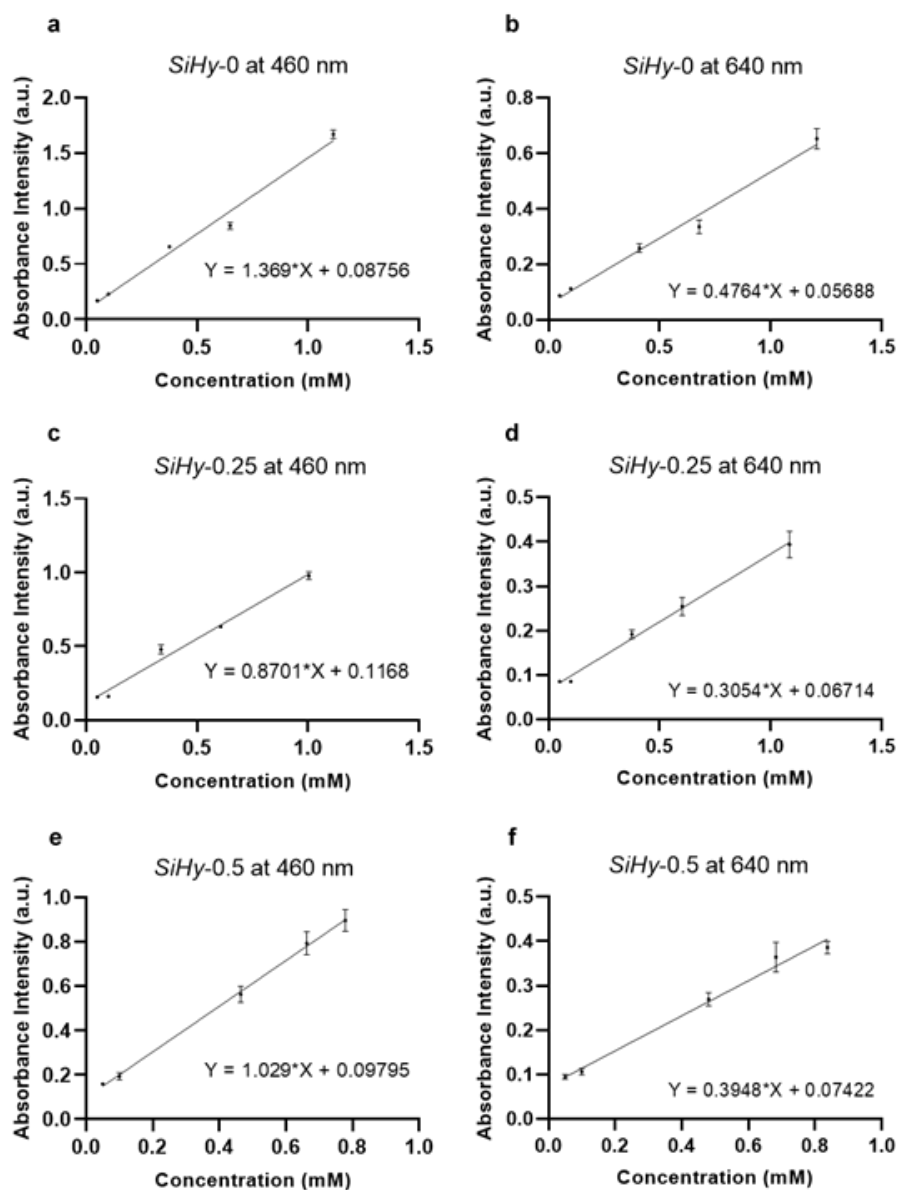 a
SiHy-0 at 460 nm
Absorbance Intensity (a.u.)
2.0
1.5
1.0
0.5
0.0
Y = 1.369*X + 0.08756
0.0 0.5 1.0 1.5
Concentration (mM)
b
SiHy-0 at 640 nm
Absorbance Intensity (a.u.)
0.8
0.6
0.4
0.2
0.0
Y = 0.4764*X + 0.05688
0.0 0.5 1.0 1.5
Concentration (mM)
c
SiHy-0.25 at 460 nm
Absorbance Intensity (a.u.)
1.5
1.0
0.5
0.0
Y = 0.8701*X + 0.1168
0.0 0.5 1.0 1.5
Concentration (mM)
d
SiHy-0.25 at 640 nm
Absorbance Intensity (a.u.)
0.5
0.4
0.3
0.2
0.1
0.0
Y = 0.3054*X + 0.06714
0.0 0.5 1.0 1.5
Concentration (mM)
e
SiHy-0.5 at 460 nm
Absorbance Intensity (a.u.)
1.0
0.8
0.6
0.4
0.2
0.0
Y = 1.029*X + 0.09795
0.0 0.2 0.4 0.6 0.8 1.0
Concentration (mM)
f
SiHy-0.5 at 640 nm
Absorbance Intensity (a.u.)
0.5
0.4
0.3
0.2
0.1
0.0
Y = 0.3948*X + 0.07422
0.0 0.2 0.4 0.6 0.8 1.0
Concentration (mM)